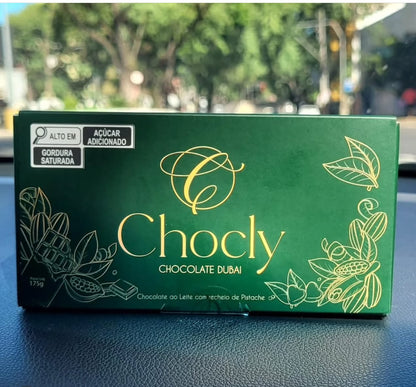 ALTO EM
AÇÚCAR
ADICIONADO
GORDURA
SATURADA
C
Chocly
CHOCOLATE DUBAI
175g
Chocolate ao Leite com recheio de Pistache